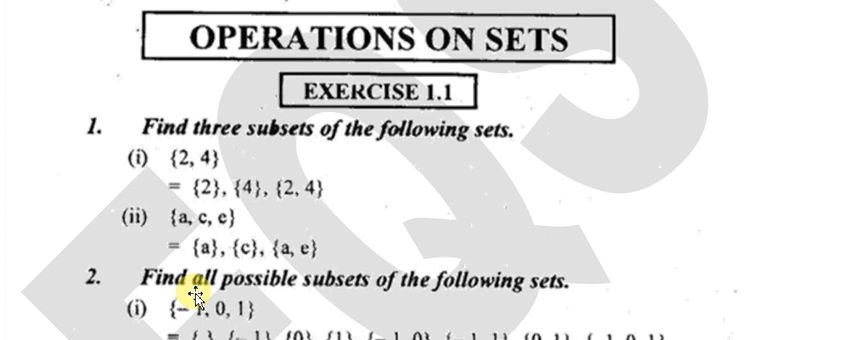 OPERATIONS ON SETS
EXERCISE 1.1
1. Find three subsets of the following sets.
(i) {2, 4}
= {2}, {4}, {2, 4}
(ii) {a, c, e}
= {a}, {c}, {a, e}
2. Find all possible subsets of the following sets.
(i) {– 1, 0, 1}